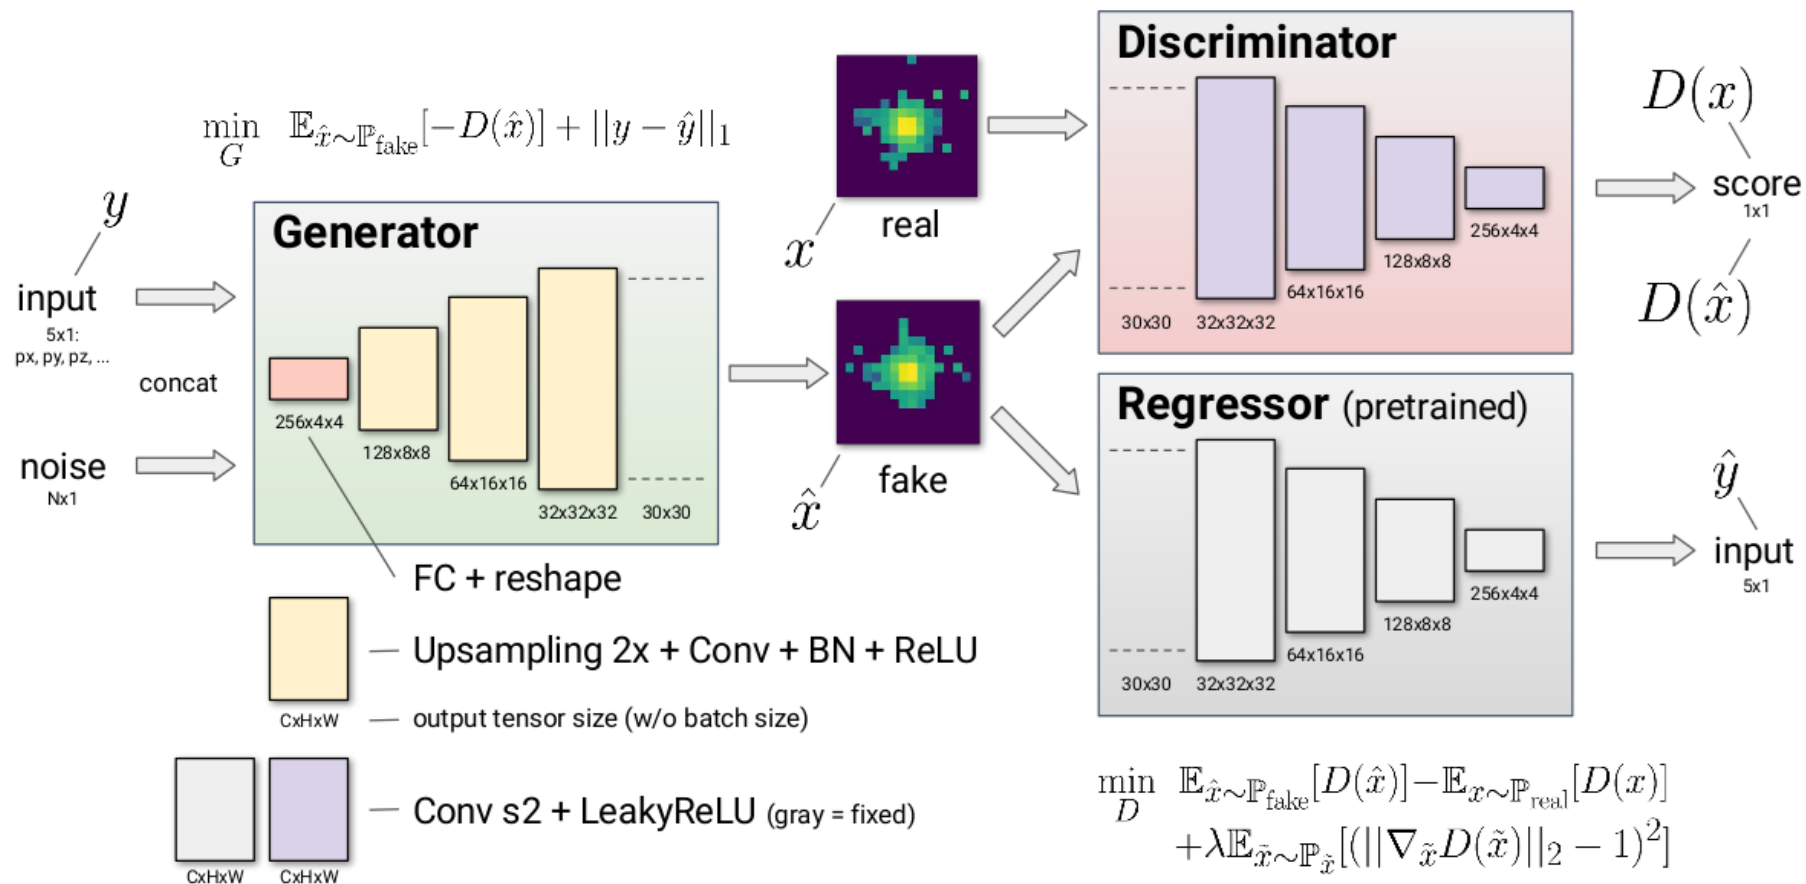 min_G 𝔼_{x̂∼ℙ_fake}[−D(x̂)] + ||y − ŷ||_1
y
input
5x1:
px, py, pz, ...
concat
noise
Nx1
Generator
256x4x4
128x8x8
64x16x16
32x32x32
30x30
FC + reshape
Upsampling 2x + Conv + BN + ReLU
CxHxW
output tensor size (w/o batch size)
Conv s2 + LeakyReLU (gray = fixed)
CxHxW
CxHxW
real
x
fake
x̂
Discriminator
30x30
32x32x32
64x16x16
128x8x8
256x4x4
D(x)
score
1x1
D(x̂)
Regressor (pretrained)
30x30
32x32x32
64x16x16
128x8x8
256x4x4
ŷ
input
5x1
min_D 𝔼_{x̂∼ℙ_fake}[D(x̂)]−𝔼_{x∼ℙ_real}[D(x)]
+λ𝔼_{x̃∼ℙ_x̃}[(||∇_x̃ D(x̃)||_2 − 1)^2]